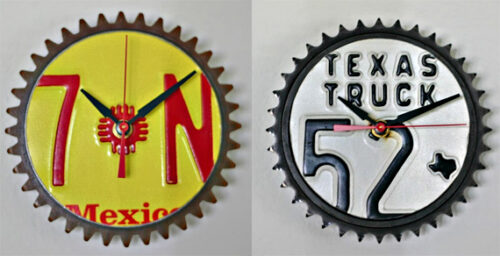 7 N
Mexico
TEXAS
TRUCK
52